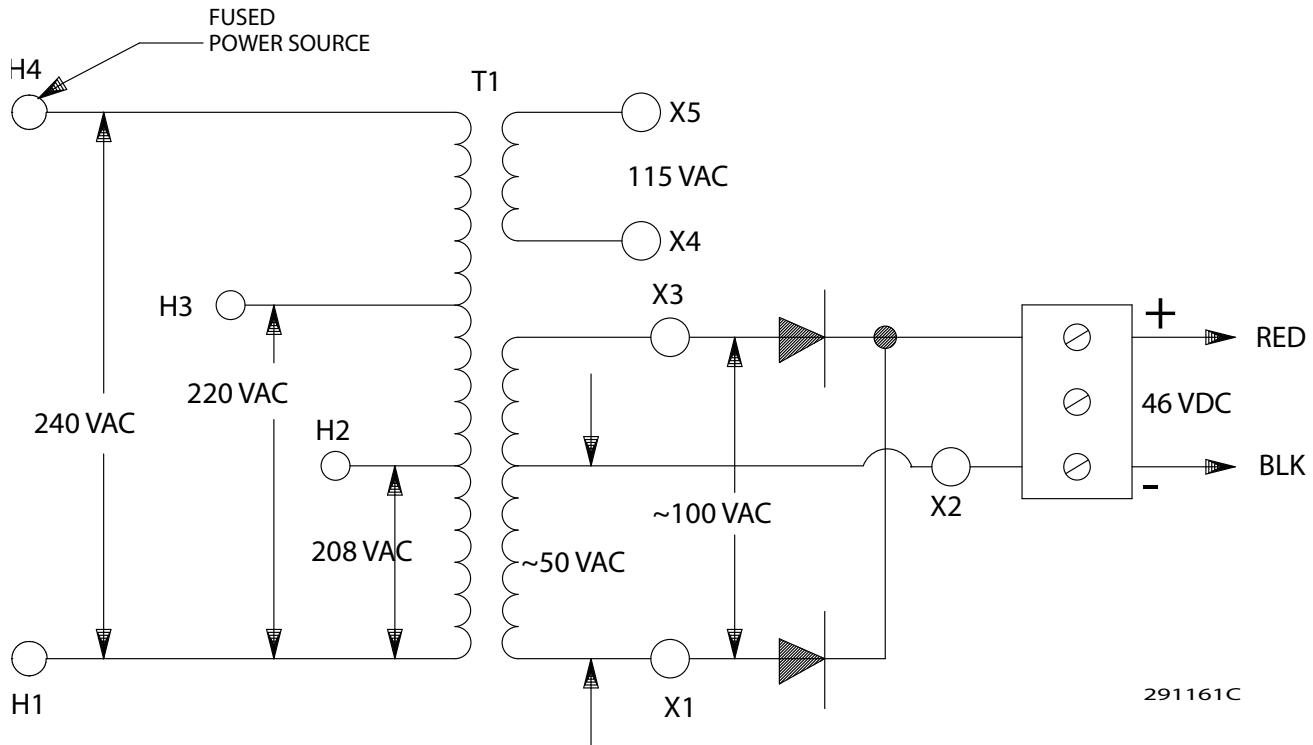 FUSED
POWER SOURCE
H4
T1
X5
115 VAC
X4
H3
X3
+
RED
220 VAC
46 VDC
240 VAC
H2
BLK
-
X2
~100 VAC
208 VAC
~50 VAC
H1
X1
291161C